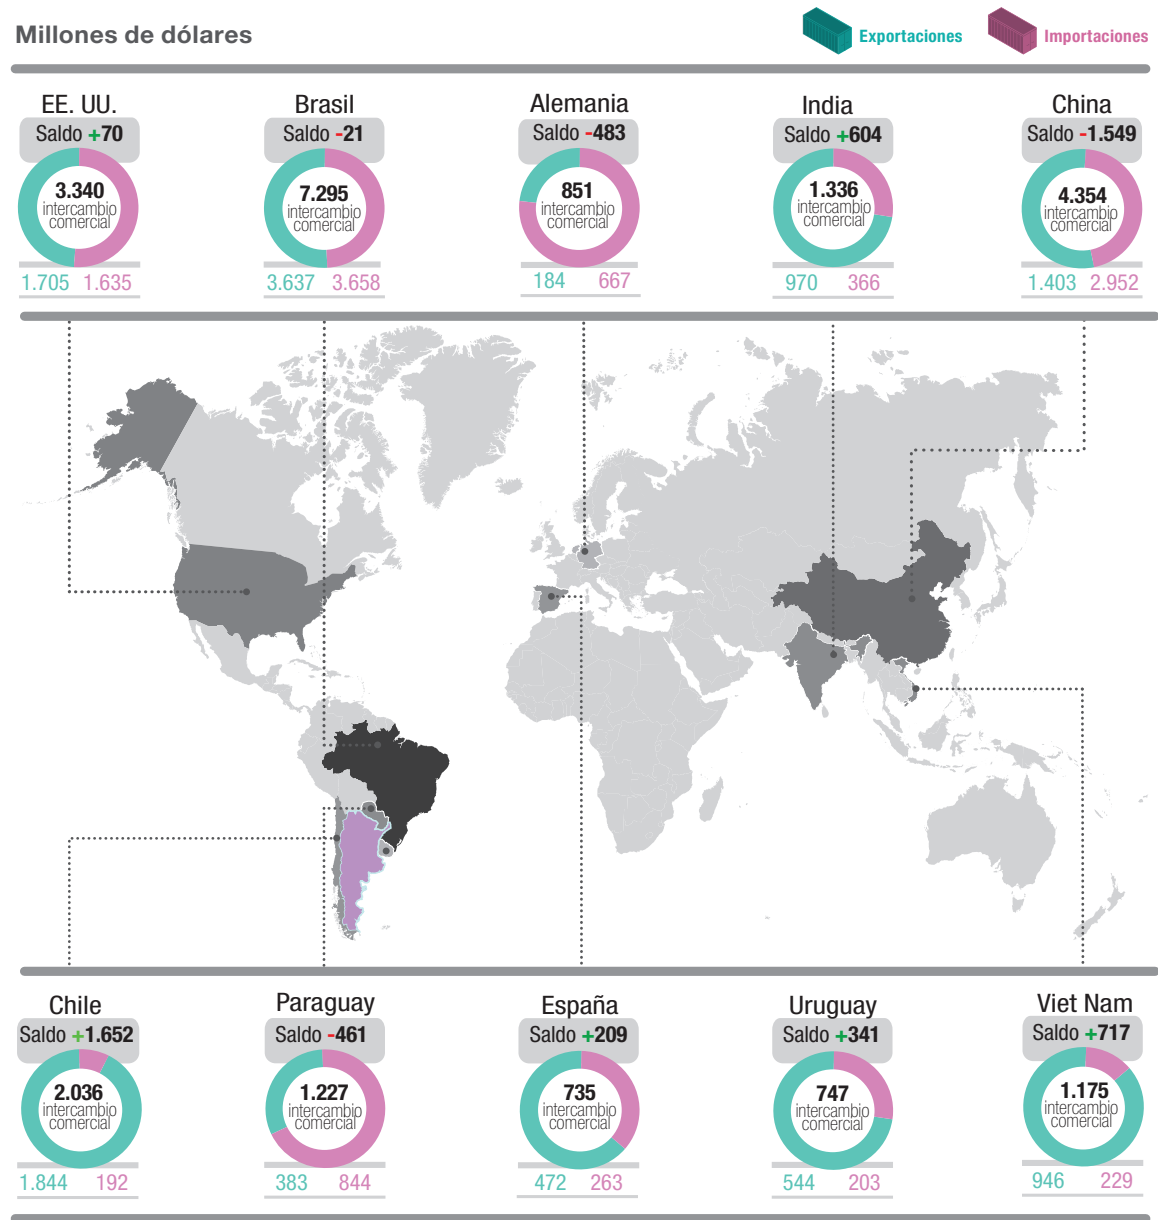 Millones de dólares
Exportaciones
Importaciones
EE. UU.
Saldo +70
3.340
intercambio
comercial
1.705 1.635
Brasil
Saldo -21
7.295
intercambio
comercial
3.637 3.658
Alemania
Saldo -483
851
intercambio
comercial
184 667
India
Saldo +604
1.336
intercambio
comercial
970 366
China
Saldo -1.549
4.354
intercambio
comercial
1.403 2.952
Chile
Saldo +1.652
2.036
intercambio
comercial
1.844 192
Paraguay
Saldo -461
1.227
intercambio
comercial
383 844
España
Saldo +209
735
intercambio
comercial
472 263
Uruguay
Saldo +341
747
intercambio
comercial
544 203
Viet Nam
Saldo +717
1.175
intercambio
comercial
946 229